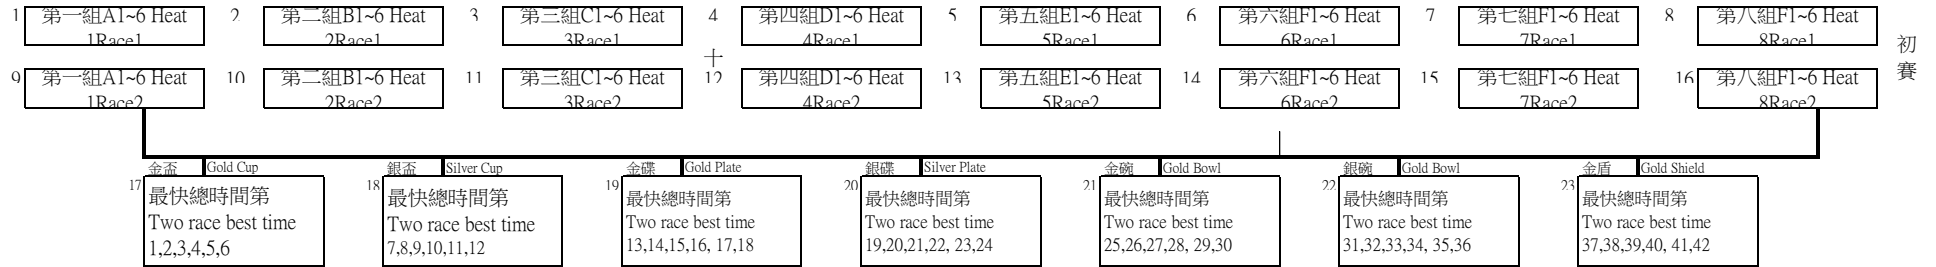 1 第一組A1~6 Heat 2 第二組B1~6 Heat 3 第三組C1~6 Heat 4 第四組D1~6 Heat 5 第五組E1~6 Heat 6 第六組F1~6 Heat 7 第七組F1~6 Heat 8 第八組F1~6 Heat
1Race1 2Race1 3Race1 4Race1 5Race1 6Race1 7Race1 8Race1
十
初賽
9 第一組A1~6 Heat 10 第二組B1~6 Heat 11 第三組C1~6 Heat 12 第四組D1~6 Heat 13 第五組E1~6 Heat 14 第六組F1~6 Heat 15 第七組F1~6 Heat 16 第八組F1~6 Heat
1Race2 2Race2 3Race2 4Race2 5Race2 6Race2 7Race2 8Race2
金盃 Gold Cup
17 最快總時間第
Two race best time
1,2,3,4,5,6
銀盃 Silver Cup
18 最快總時間第
Two race best time
7,8,9,10,11,12
金碟 Gold Plate
19 最快總時間第
Two race best time
13,14,15,16, 17,18
銀碟 Silver Plate
20 最快總時間第
Two race best time
19,20,21,22, 23,24
金碗 Gold Bowl
21 最快總時間第
Two race best time
25,26,27,28, 29,30
銀碗 Gold Bowl
22 最快總時間第
Two race best time
31,32,33,34, 35,36
金盾 Gold Shield
23 最快總時間第
Two race best time
37,38,39,40, 41,42